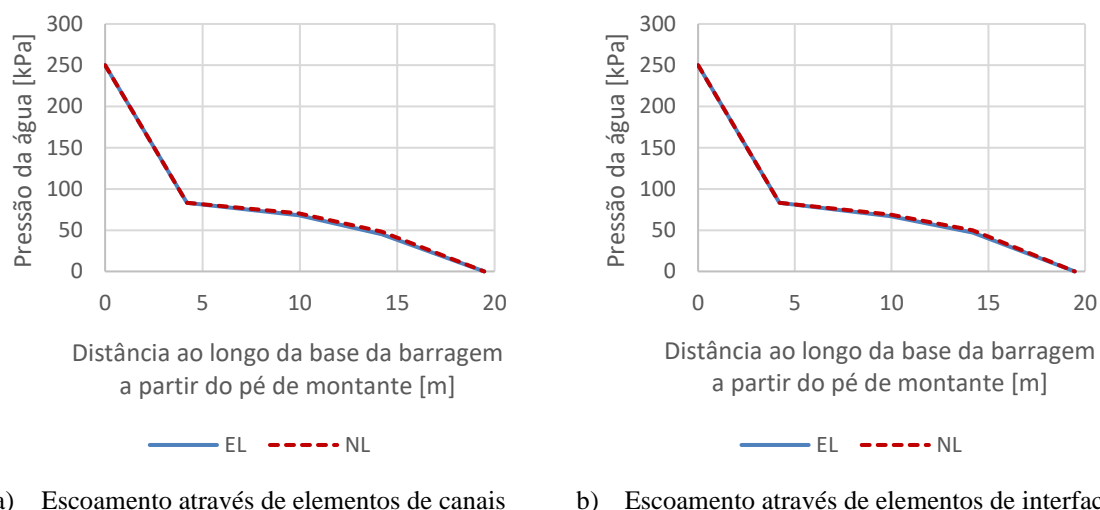 Pressão da água [kPa]
300
250
200
150
100
50
0
0 5 10 15 20
Distância ao longo da base da barragem
a partir do pé de montante [m]
EL NL
a) Escoamento através de elementos de canais
Pressão da água [kPa]
300
250
200
150
100
50
0
0 5 10 15 20
Distância ao longo da base da barragem
a partir do pé de montante [m]
EL NL
b) Escoamento através de elementos de interfac